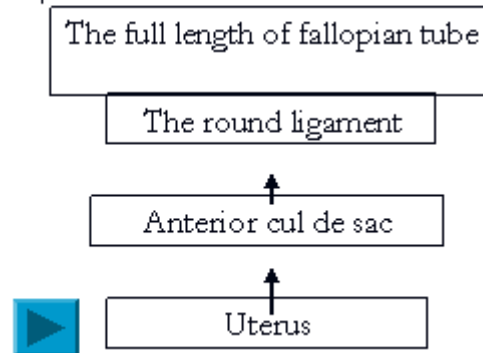 The full length of fallopian tube
The round ligament
Anterior cul de sac
Uterus